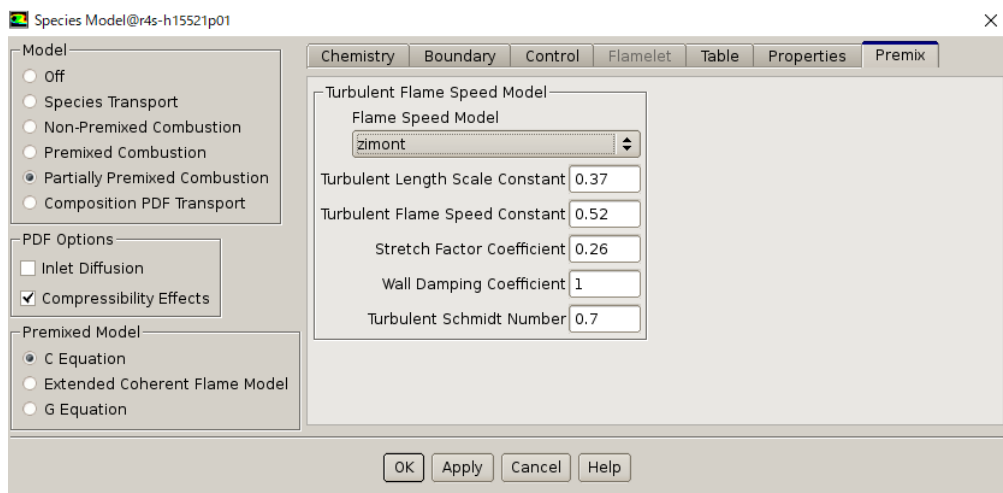 Species Model@r4s-h15521p01
Model
Off
Species Transport
Non-Premixed Combustion
Premixed Combustion
Partially Premixed Combustion
Composition PDF Transport
PDF Options
Inlet Diffusion
Compressibility Effects
Premixed Model
C Equation
Extended Coherent Flame Model
G Equation
Chemistry Boundary Control Flamelet Table Properties Premix
Turbulent Flame Speed Model
Flame Speed Model
zimont
Turbulent Length Scale Constant 0.37
Turbulent Flame Speed Constant 0.52
Stretch Factor Coefficient 0.26
Wall Damping Coefficient 1
Turbulent Schmidt Number 0.7
OK Apply Cancel Help